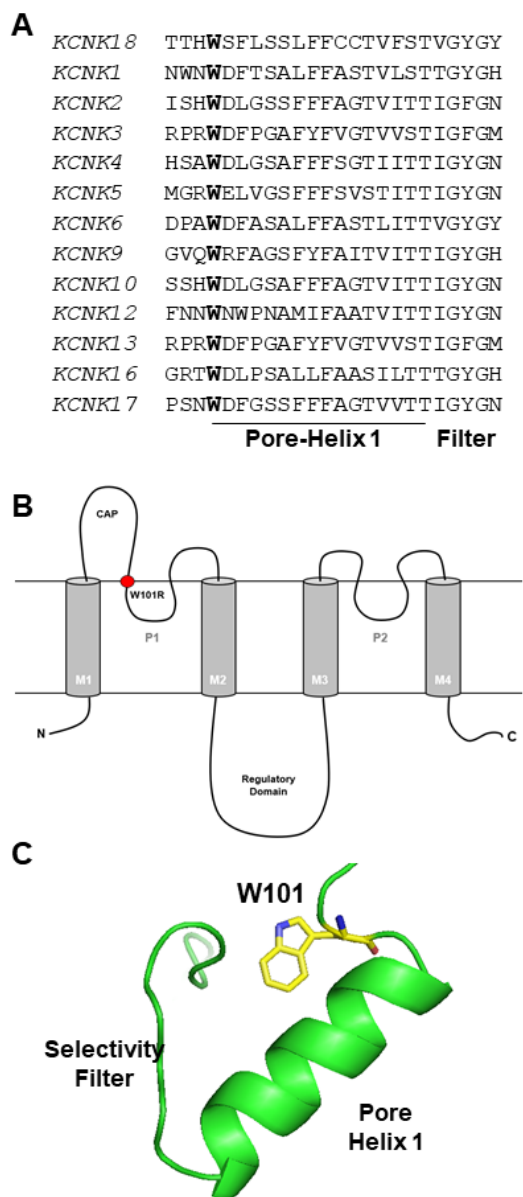 A
KCNK18 TTHWSFLSSLFFCCTVFSTVGYGY
KCNK1 NWNWDFTSALFFASTVLSTTGYGH
KCNK2 ISHWDLGSSFFFAGTVITTIGFGN
KCNK3 RPRWDFPGAFYFVGTVVSTIGFGM
KCNK4 HSAWDLGSAFFFSGTIITTIGYGN
KCNK5 MGRWELVGSFFFSVSTITTIGYGN
KCNK6 DPAWDFASALFFASTLITTVGYGY
KCNK9 GVQWRFAGSFYFAITVITTIGYGH
KCNK10 SSHWDLGSAFFFAGTVITTIGYGN
KCNK12 FNNWNWPNAMIFAATVITTIGYGN
KCNK13 RPRWDFPGAFYFVGTVVSTIGFGM
KCNK16 GRTWDLPSALLFAASILTTTGYGH
KCNK17 PSNWDFGSSFFFAGTVVTTIGYGN
Pore-Helix 1 Filter
B
CAP
W101R
P1 P2
M1 M2 M3 M4
N C
Regulatory
Domain
C
W101
Selectivity
Filter
Pore
Helix 1